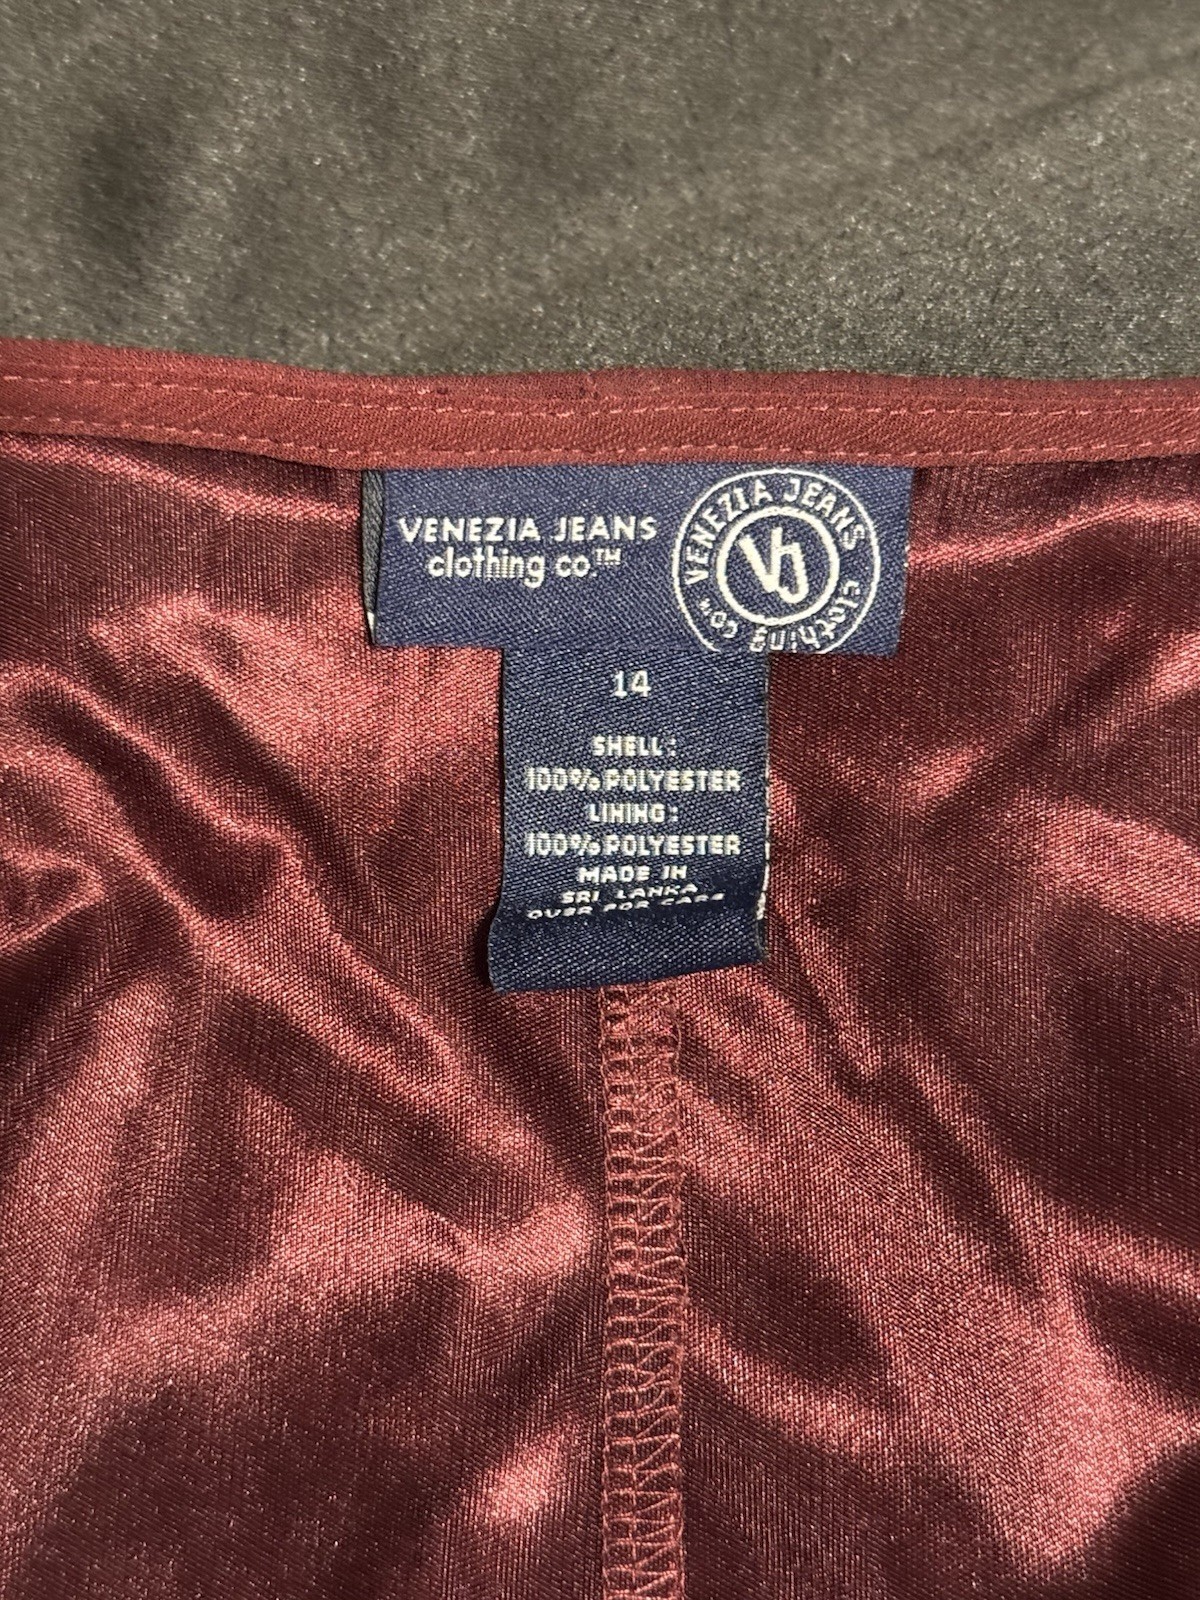 VENEZIA JEANS
clothing co.™
VENEZIA JEANS clothing co™
VJ
14
SHELL:
100% POLYESTER
LINING:
100% POLYESTER
MADE IN
SRI LANKA
OVER FOR CARE